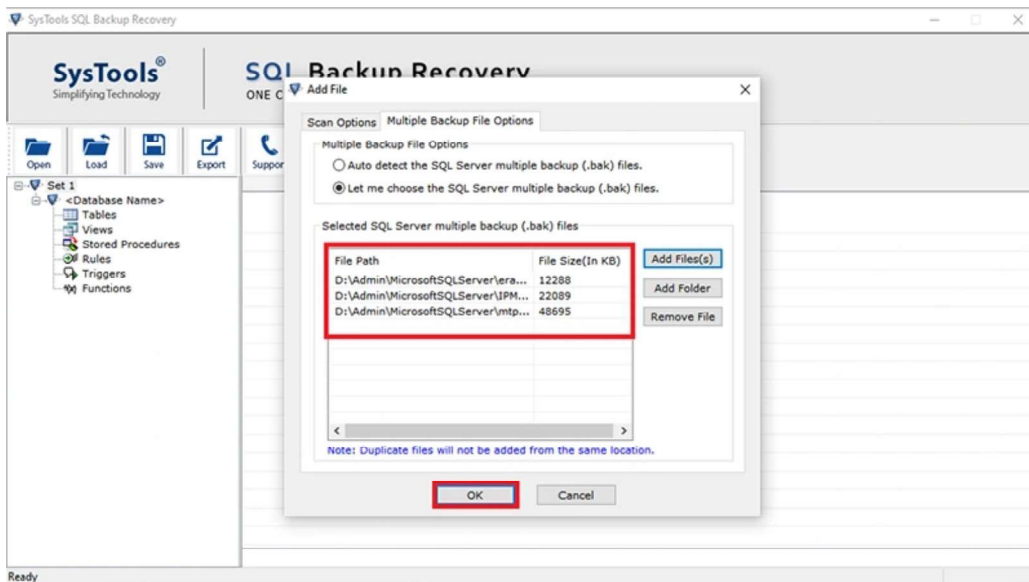 SysTools SQL Backup Recovery
SysTools®
Simplifying Technology
SQL Backup Recovery
ONE C
Open
Load
Save
Export
Suppor
Set 1
<Database Name>
Tables
Views
Stored Procedures
Rules
Triggers
Functions
Add File
Scan Options
Multiple Backup File Options
Multiple Backup File Options
Auto detect the SQL Server multiple backup (.bak) files.
Let me choose the SQL Server multiple backup (.bak) files.
Selected SQL Server multiple backup (.bak) files
File Path File Size(In KB)
D:\Admin\MicrosoftSQLServer\era... 12288
D:\Admin\MicrosoftSQLServer\IPM... 22089
D:\Admin\MicrosoftSQLServer\mtp... 48695
Add Files(s)
Add Folder
Remove File
Note: Duplicate files will not be added from the same location.
OK
Cancel
Ready